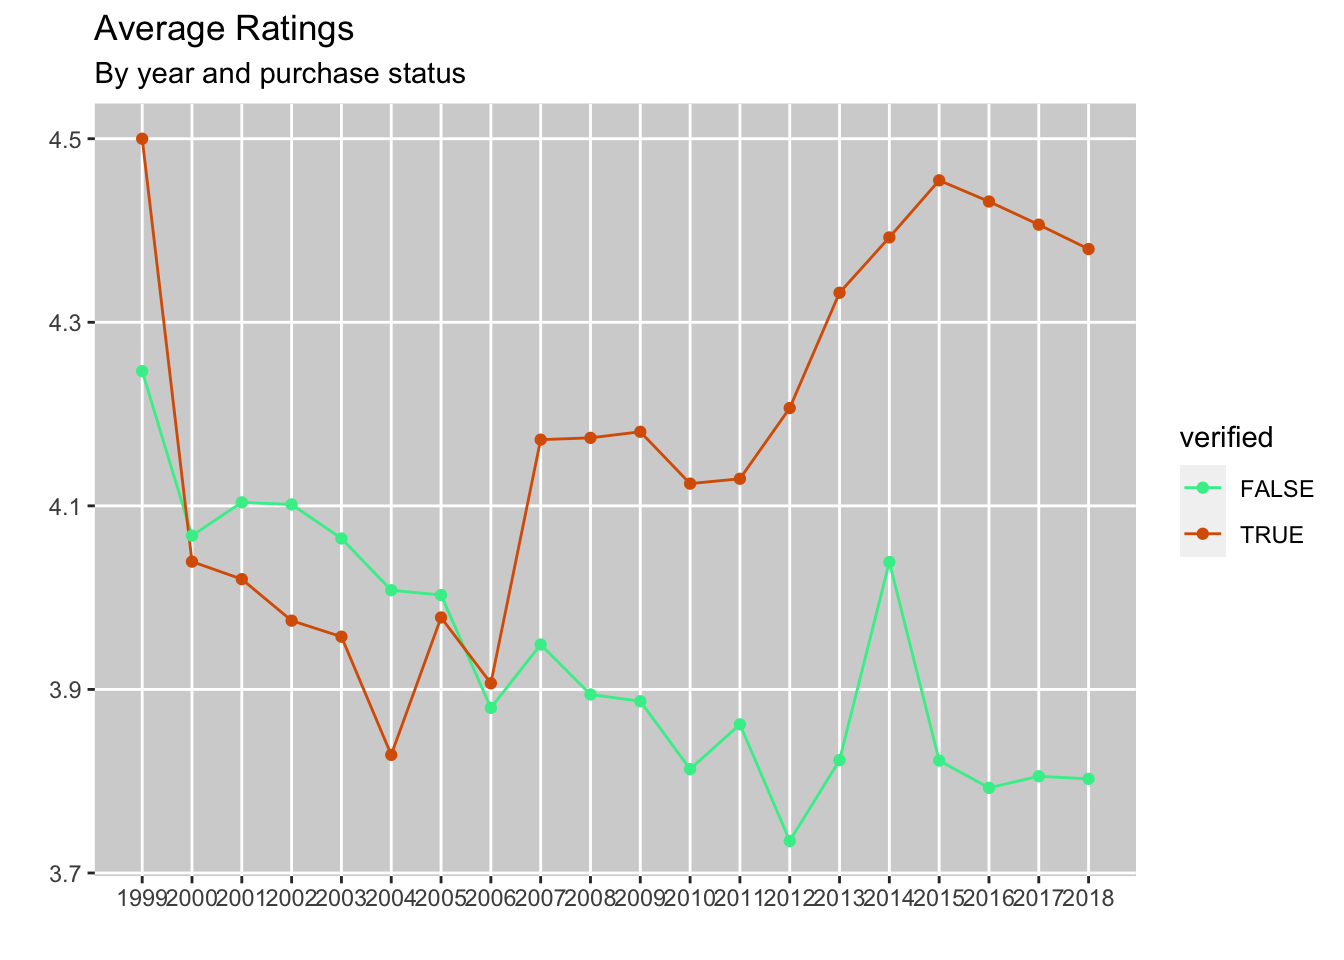 Average Ratings
By year and purchase status
4.5
4.3
4.1
3.9
3.7
1999 2000 2001 2002 2003 2004 2005 2006 2007 2008 2009 2010 2011 2012 2013 2014 2015 2016 2017 2018
verified
FALSE
TRUE